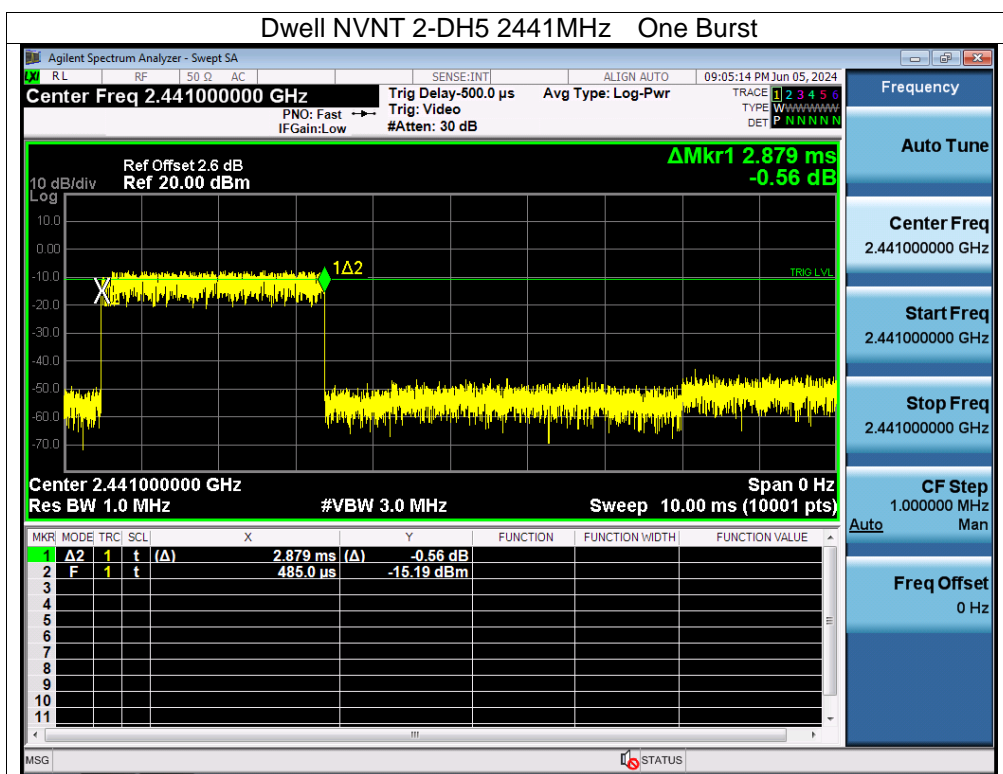 Dwell NVNT 2-DH5 2441MHz One Burst
Agilent Spectrum Analyzer - Swept SA
LXI RL RF 50 Ω AC SENSE:INT ALIGN AUTO 09:05:14 PM Jun 05, 2024
Center Freq 2.441000000 GHz
PNO: Fast
IFGain:Low
Trig Delay-500.0 µs
Trig: Video
#Atten: 30 dB
Avg Type: Log-Pwr
TRACE 1 2 3 4 5 6
TYPE WWWWWWW
DET P N N N N N
ΔMkr1 2.879 ms
-0.56 dB
Ref Offset 2.6 dB
10 dB/div Ref 20.00 dBm
Log
10.0
0.00
-10.0
-20.0
-30.0
-40.0
-50.0
-60.0
-70.0
1Δ2
TRIG LVL
Center 2.441000000 GHz Span 0 Hz
Res BW 1.0 MHz #VBW 3.0 MHz Sweep 10.00 ms (10001 pts)
MKR MODE TRC SCL X Y FUNCTION FUNCTION WIDTH FUNCTION VALUE
1 Δ2 1 t (Δ) 2.879 ms (Δ) -0.56 dB
2 F 1 t 485.0 µs -15.19 dBm
3
4
5
6
7
8
9
10
11
MSG STATUS
Frequency
Auto Tune
Center Freq
2.441000000 GHz
Start Freq
2.441000000 GHz
Stop Freq
2.441000000 GHz
CF Step
1.000000 MHz
Auto Man
Freq Offset
0 Hz